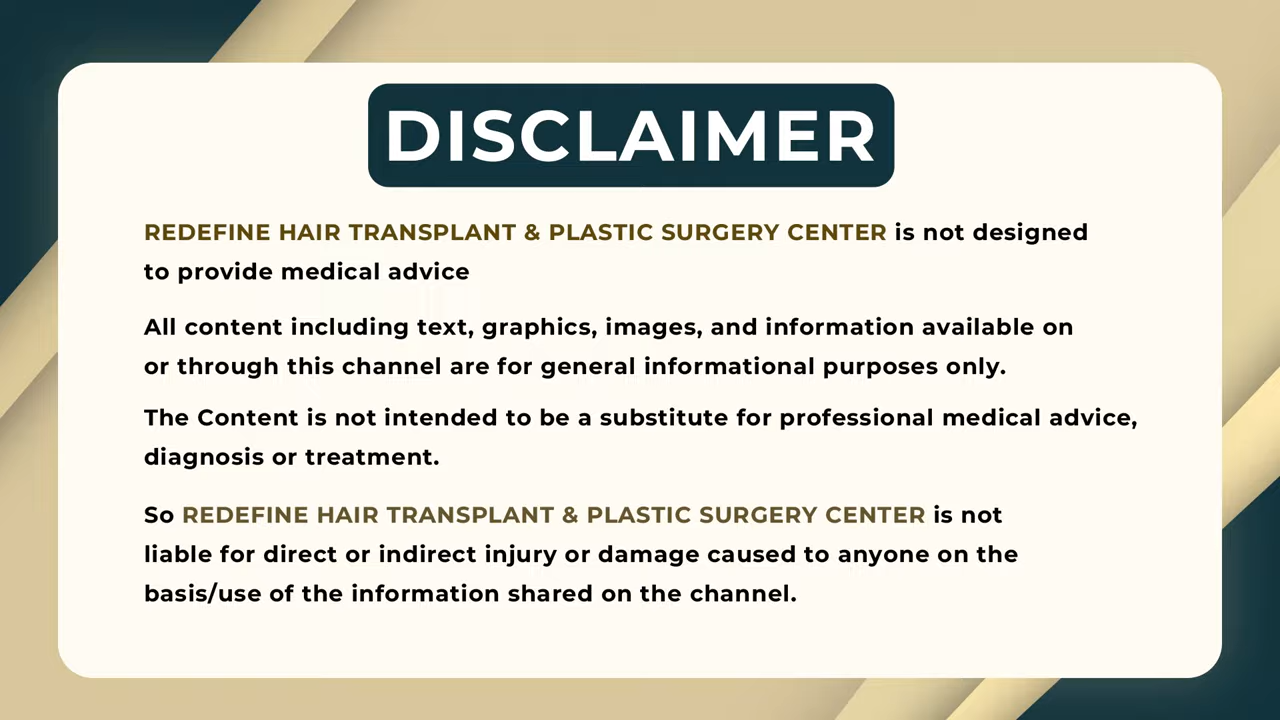 DISCLAIMER
REDEFINE HAIR TRANSPLANT & PLASTIC SURGERY CENTER is not designed
to provide medical advice
All content including text, graphics, images, and information available on
or through this channel are for general informational purposes only.
The Content is not intended to be a substitute for professional medical advice,
diagnosis or treatment.
So REDEFINE HAIR TRANSPLANT & PLASTIC SURGERY CENTER is not
liable for direct or indirect injury or damage caused to anyone on the
basis/use of the information shared on the channel.